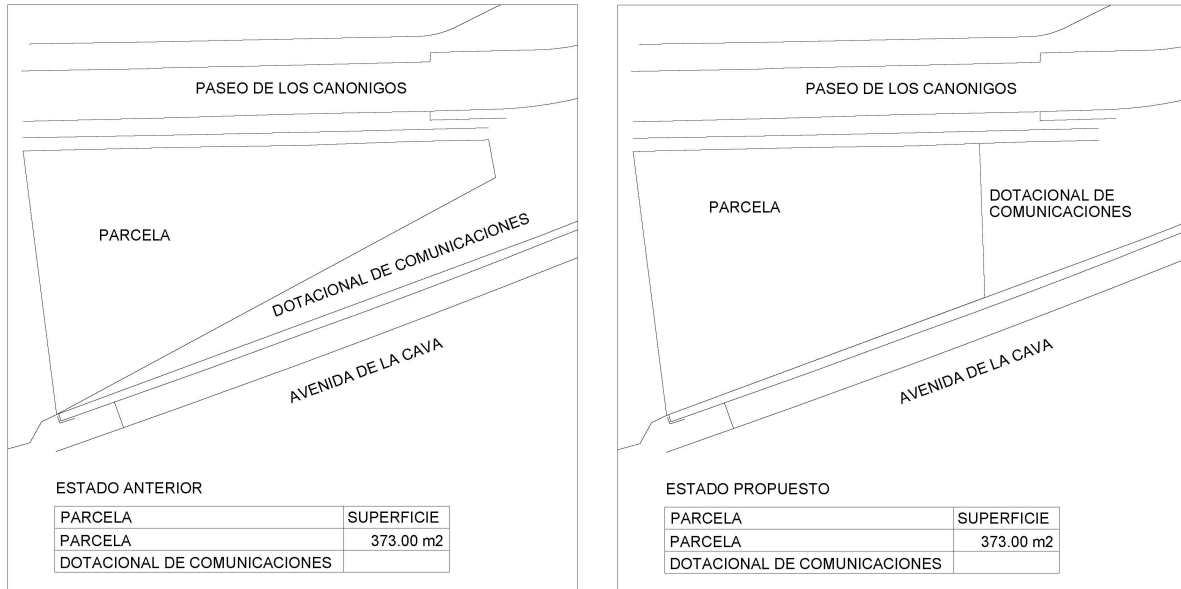 PASEO DE LOS CANONIGOS
PARCELA
DOTACIONAL DE COMUNICACIONES
AVENIDA DE LA CAVA
ESTADO ANTERIOR
PARCELA SUPERFICIE
PARCELA 373.00 m2
DOTACIONAL DE COMUNICACIONES
PASEO DE LOS CANONIGOS
PARCELA
DOTACIONAL DE
COMUNICACIONES
AVENIDA DE LA CAVA
ESTADO PROPUESTO
PARCELA SUPERFICIE
PARCELA 373.00 m2
DOTACIONAL DE COMUNICACIONES